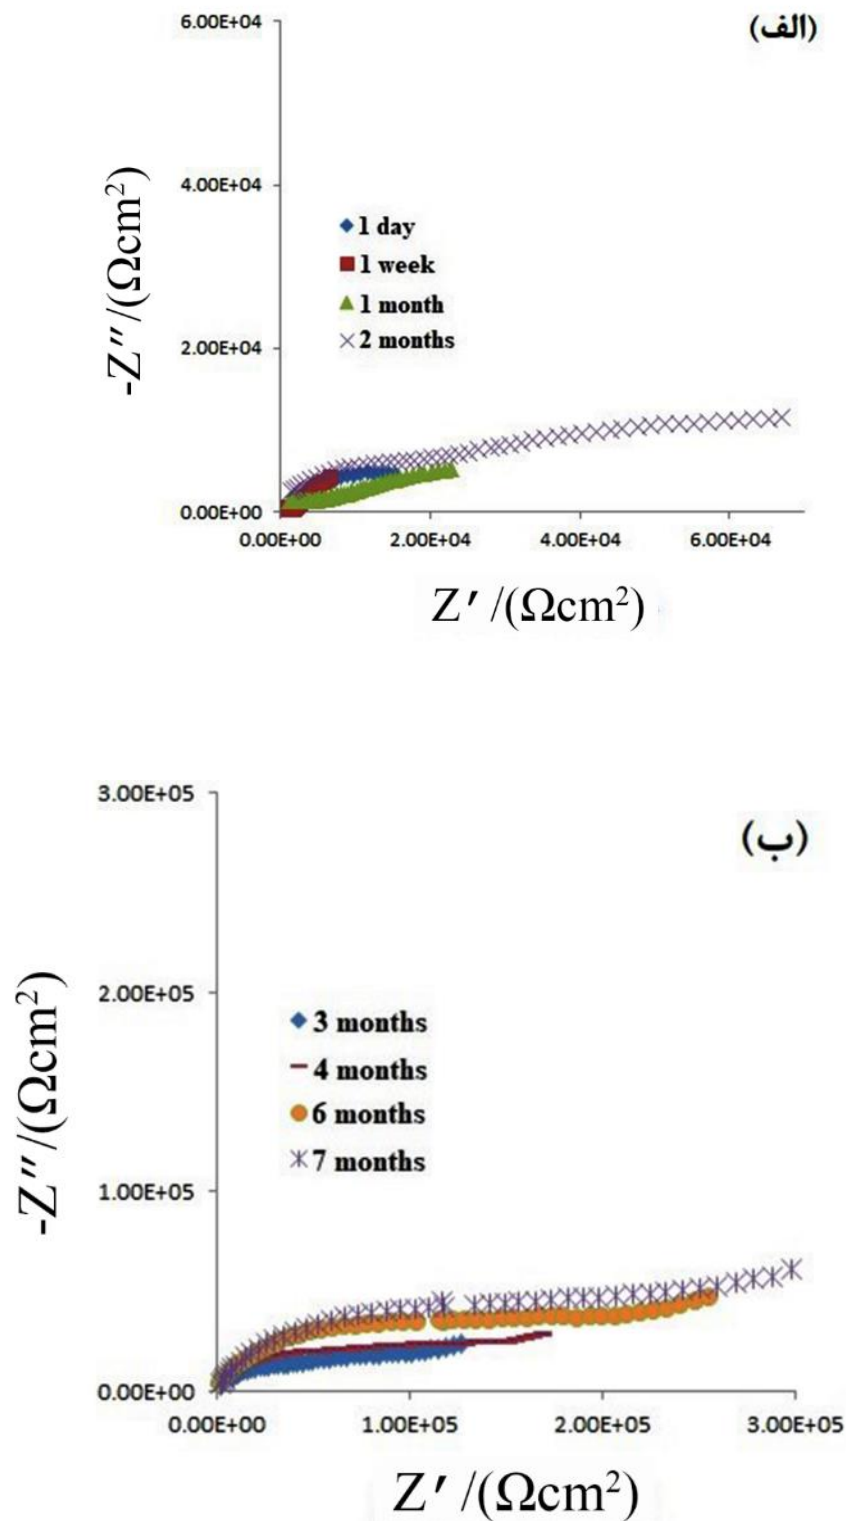 (الف)
6.00E+04
4.00E+04
2.00E+04
0.00E+00
-Z″/(Ωcm²)
1 day
1 week
1 month
2 months
0.00E+00 2.00E+04 4.00E+04 6.00E+04
Z′ /(Ωcm²)
(ب)
3.00E+05
2.00E+05
1.00E+05
0.00E+00
-Z″/(Ωcm²)
3 months
4 months
6 months
7 months
0.00E+00 1.00E+05 2.00E+05 3.00E+05
Z′ /(Ωcm²)